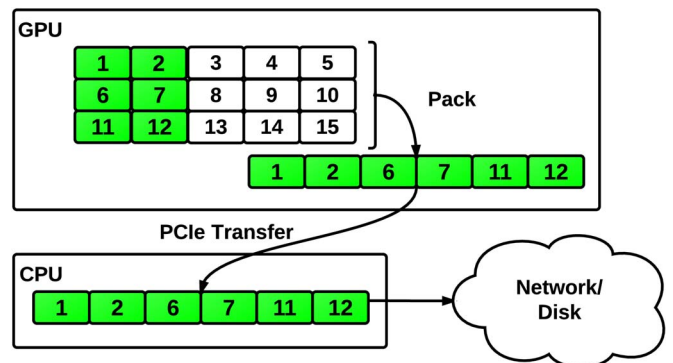 GPU
1 2 3 4 5
6 7 8 9 10
11 12 13 14 15
Pack
1 2 6 7 11 12
PCIe Transfer
CPU
1 2 6 7 11 12
Network/
Disk